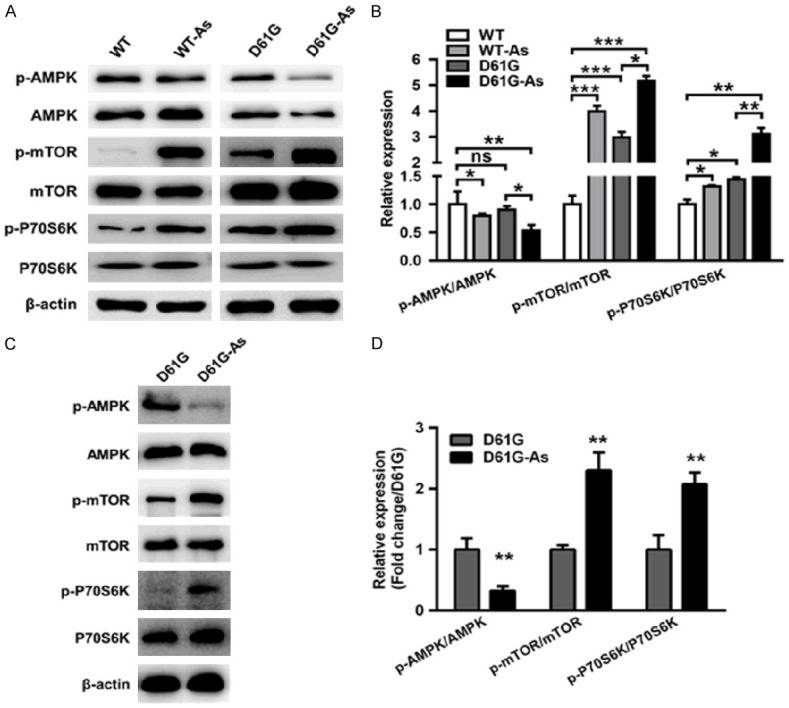 A
WT
WT-As
D61G
D61G-As
p-AMPK
AMPK
p-mTOR
mTOR
p-P70S6K
P70S6K
β-actin
B
WT
WT-As
D61G
D61G-As
Relative expression
6
5
4
3
2
1.5
1.0
0.5
0.0
**
ns
*
*
***
***
***
*
**
**
*
*
p-AMPK/AMPK
p-mTOR/mTOR
p-P70S6K/P70S6K
C
D61G
D61G-As
p-AMPK
AMPK
p-mTOR
mTOR
p-P70S6K
P70S6K
β-actin
D
D61G
D61G-As
Relative expression
(Fold change/D61G)
3
2
1
0
**
**
**
p-AMPK/AMPK
p-mTOR/mTOR
p-P70S6K/P70S6K